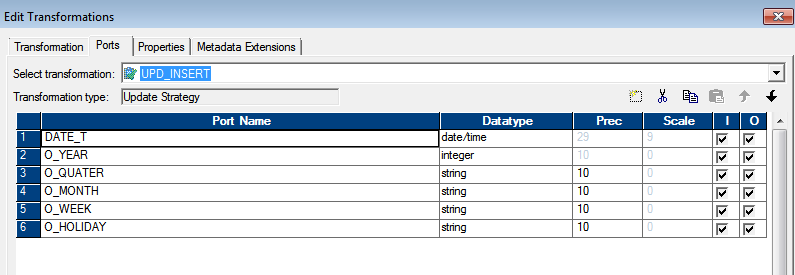 Edit Transformations
Transformation Ports Properties Metadata Extensions
Select transformation: UPD_INSERT
Transformation type: Update Strategy
Port Name Datatype Prec Scale I O
1 DATE_T date/time 29 9
2 O_YEAR integer 10 0
3 O_QUATER string 10 0
4 O_MONTH string 10 0
5 O_WEEK string 10 0
6 O_HOLIDAY string 10 0